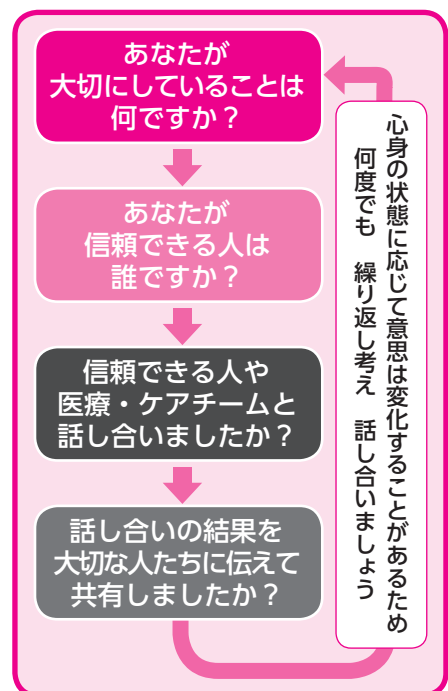 あなたが
大切にしていることは
何ですか？
あなたが
信頼できる人は
誰ですか？
信頼できる人や
医療・ケアチームと
話し合いましたか？
話し合いの結果を
大切な人たちに伝えて
共有しましたか？
心身の状態に応じて意思は変化することがあるため
何度でも　繰り返し考え　話し合いましょう